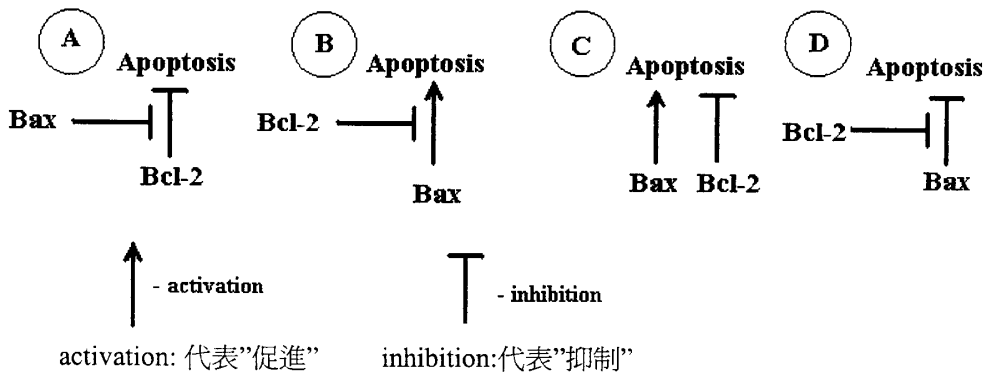 A
Apoptosis
Bax
Bcl-2
B
Apoptosis
Bcl-2
Bax
C
Apoptosis
Bax Bcl-2
D
Apoptosis
Bcl-2
Bax
- activation
- inhibition
activation: 代表”促進”
inhibition:代表”抑制”